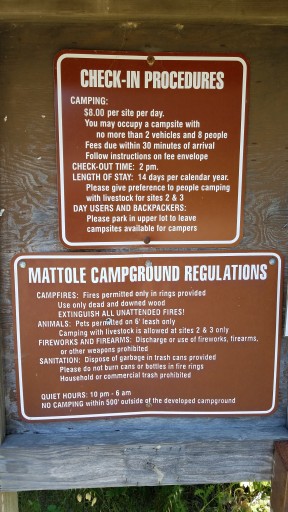 CHECK-IN PROCEDURES
CAMPING:
$8.00 per site per day.
You may occupy a campsite with
no more than 2 vehicles and 8 people
Fees due within 30 minutes of arrival
Follow instructions on fee envelope
CHECK-OUT TIME: 2 pm.
LENGTH OF STAY: 14 days per calendar year.
Please give preference to people camping
with livestock for sites 2 & 3
DAY USERS AND BACKPACKERS:
Please park in upper lot to leave
campsites available for campers
MATTOLE CAMPGROUND REGULATIONS
CAMPFIRES: Fires permitted only in rings provided
Use only dead and downed wood
EXTINGUISH ALL UNATTENDED FIRES!
ANIMALS: Pets permitted on 6' leash only
Camping with livestock is allowed at sites 2 & 3 only
FIREWORKS AND FIREARMS: Discharge or use of fireworks, firearms,
or other weapons prohibited
SANITATION: Dispose of garbage in trash cans provided
Please do not burn cans or bottles in fire rings
Household or commercial trash prohibited
QUIET HOURS: 10 pm - 6 am
NO CAMPING within 500' outside of the developed campground